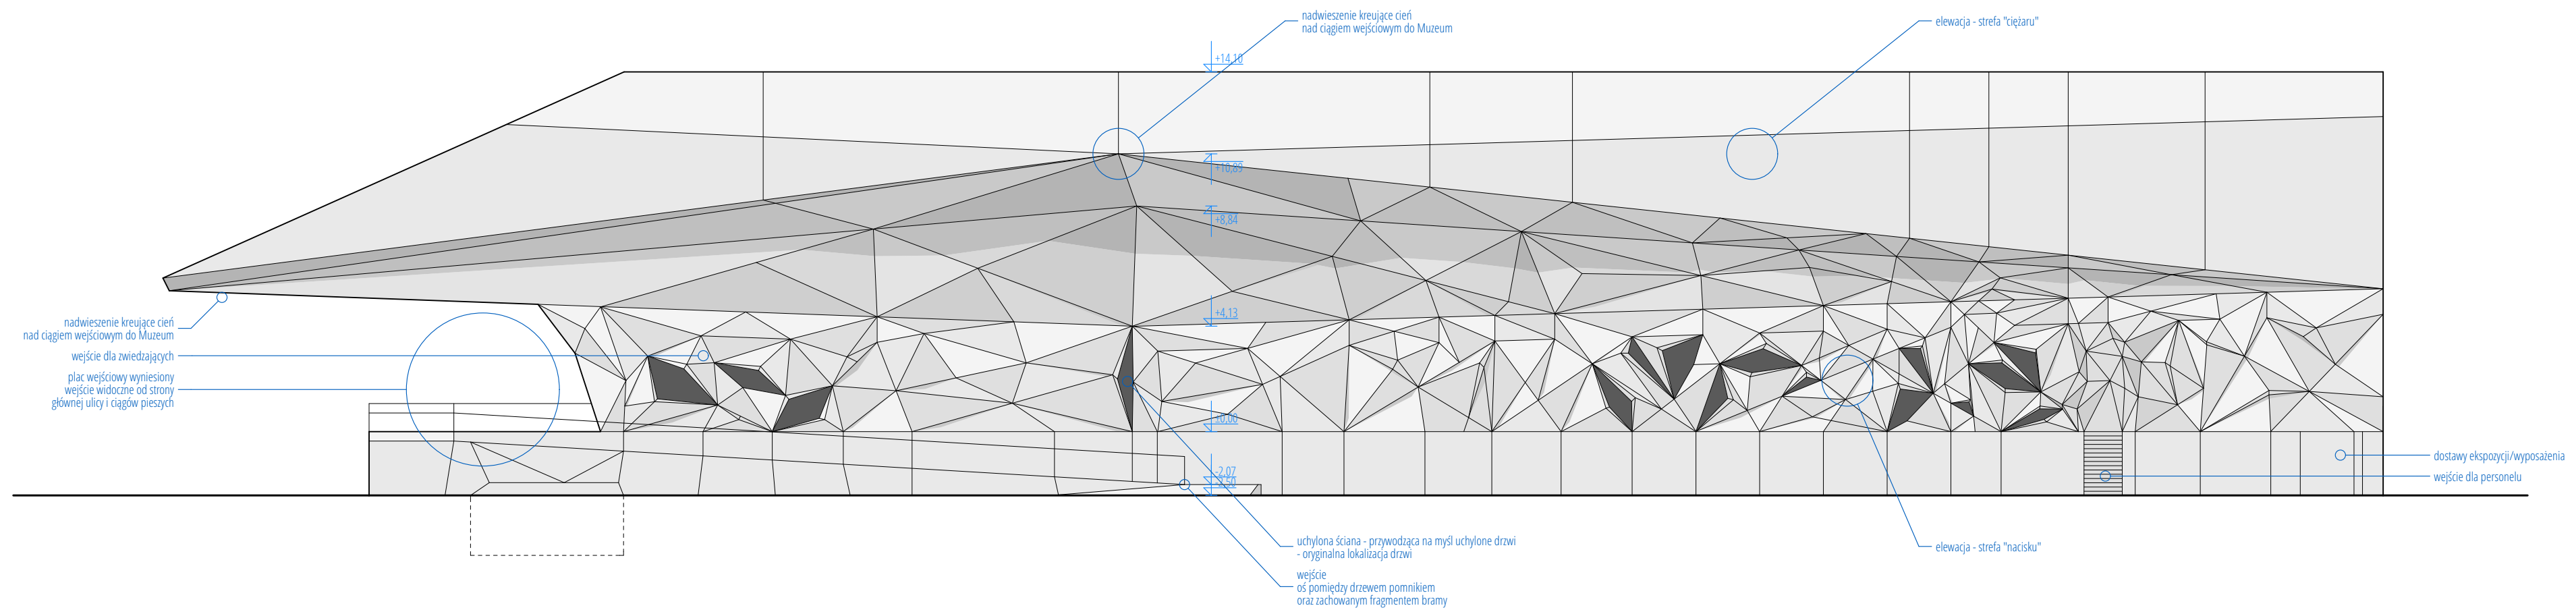 nadwieszenie kreujące cień
nad ciągiem wejściowym do Muzeum
elewacja - strefa "ciężaru"
+14,10
+10,89
+8,84
+4,13
±0,00
-2,07
-2,50
nadwieszenie kreujące cień
nad ciągiem wejściowym do Muzeum
wejście dla zwiedzających
plac wejściowy wyniesiony
wejście widoczne od strony
głównej ulicy i ciągów pieszych
dostawy ekspozycji/wyposażenia
wejście dla personelu
uchylona ściana - przywodząca na myśl uchylone drzwi
- oryginalna lokalizacja drzwi
elewacja - strefa "nacisku"
wejście
oś pomiędzy drzewem pomnikiem
oraz zachowanym fragmentem bramy